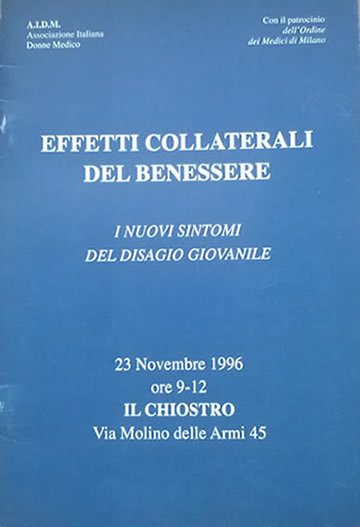 A.I.D.M.
Associazione Italiana
Donne Medico
Con il patrocinio
dell'Ordine
dei Medici di Milano
EFFETTI COLLATERALI
DEL BENESSERE
I NUOVI SINTOMI
DEL DISAGIO GIOVANILE
23 Novembre 1996
ore 9-12
IL CHIOSTRO
Via Molino delle Armi 45